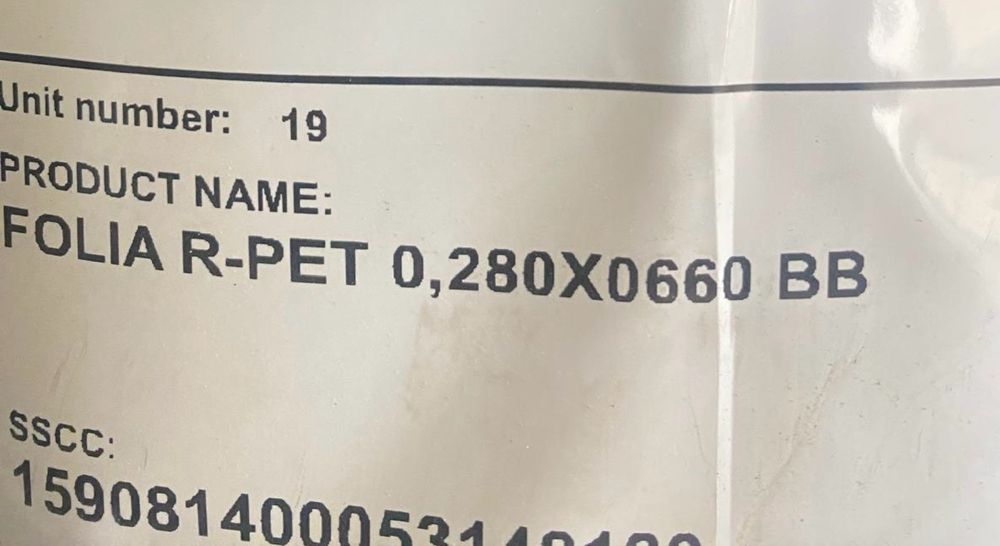 Unit number: 19
PRODUCT NAME:
FOLIA R-PET 0,280X0660 BB
SSCC: